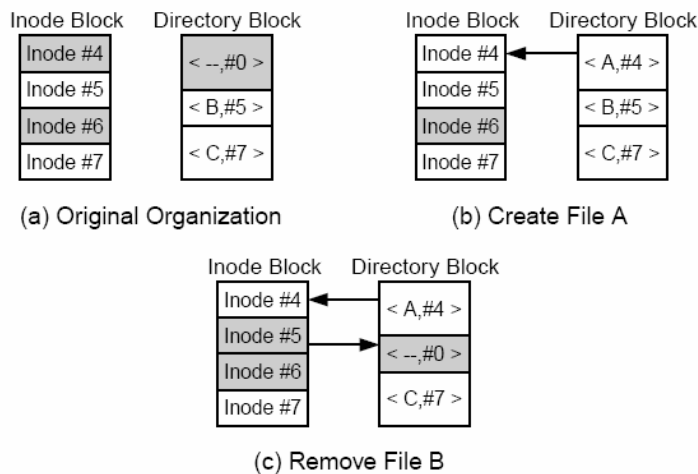 Inode Block Directory Block
Inode #4
Inode #5
Inode #6
Inode #7
< --,#0 >
< B,#5 >
< C,#7 >
(a) Original Organization
Inode Block Directory Block
Inode #4
Inode #5
Inode #6
Inode #7
< A,#4 >
< B,#5 >
< C,#7 >
(b) Create File A
Inode Block Directory Block
Inode #4
Inode #5
Inode #6
Inode #7
< A,#4 >
< --,#0 >
< C,#7 >
(c) Remove File B